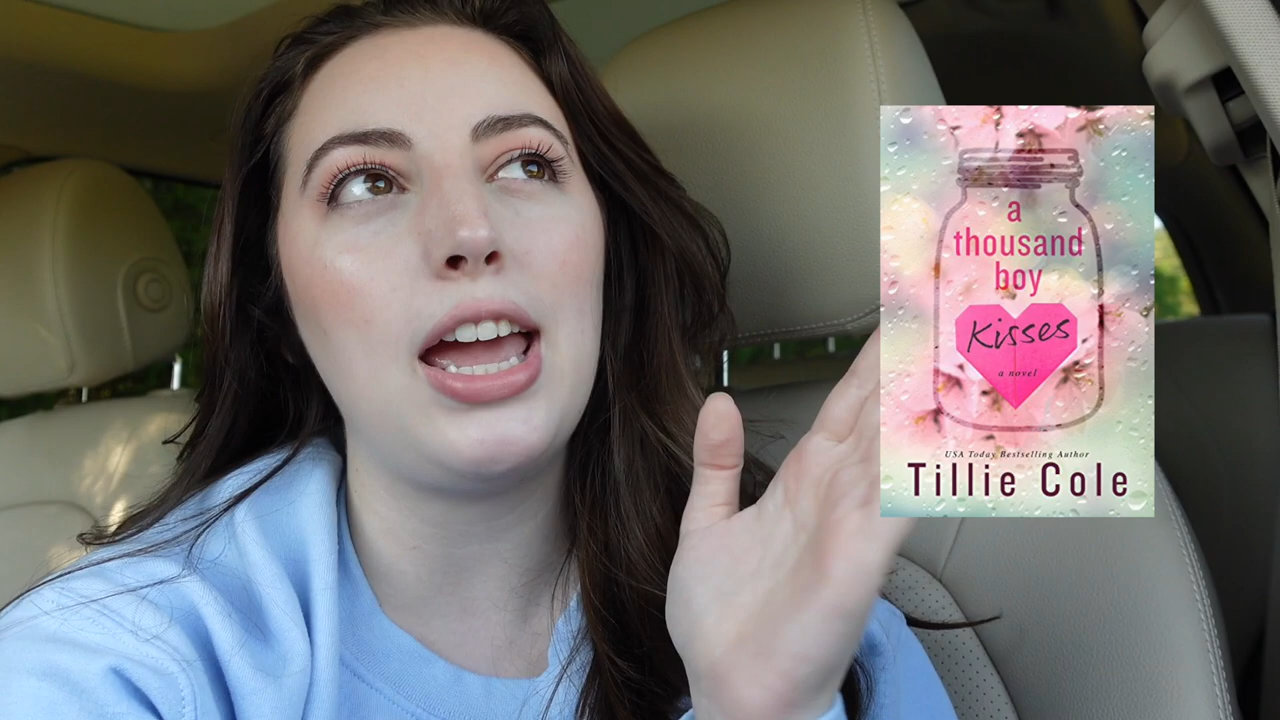 a
thousand
boy
Kisses
a novel
USA Today Bestselling Author
Tillie Cole